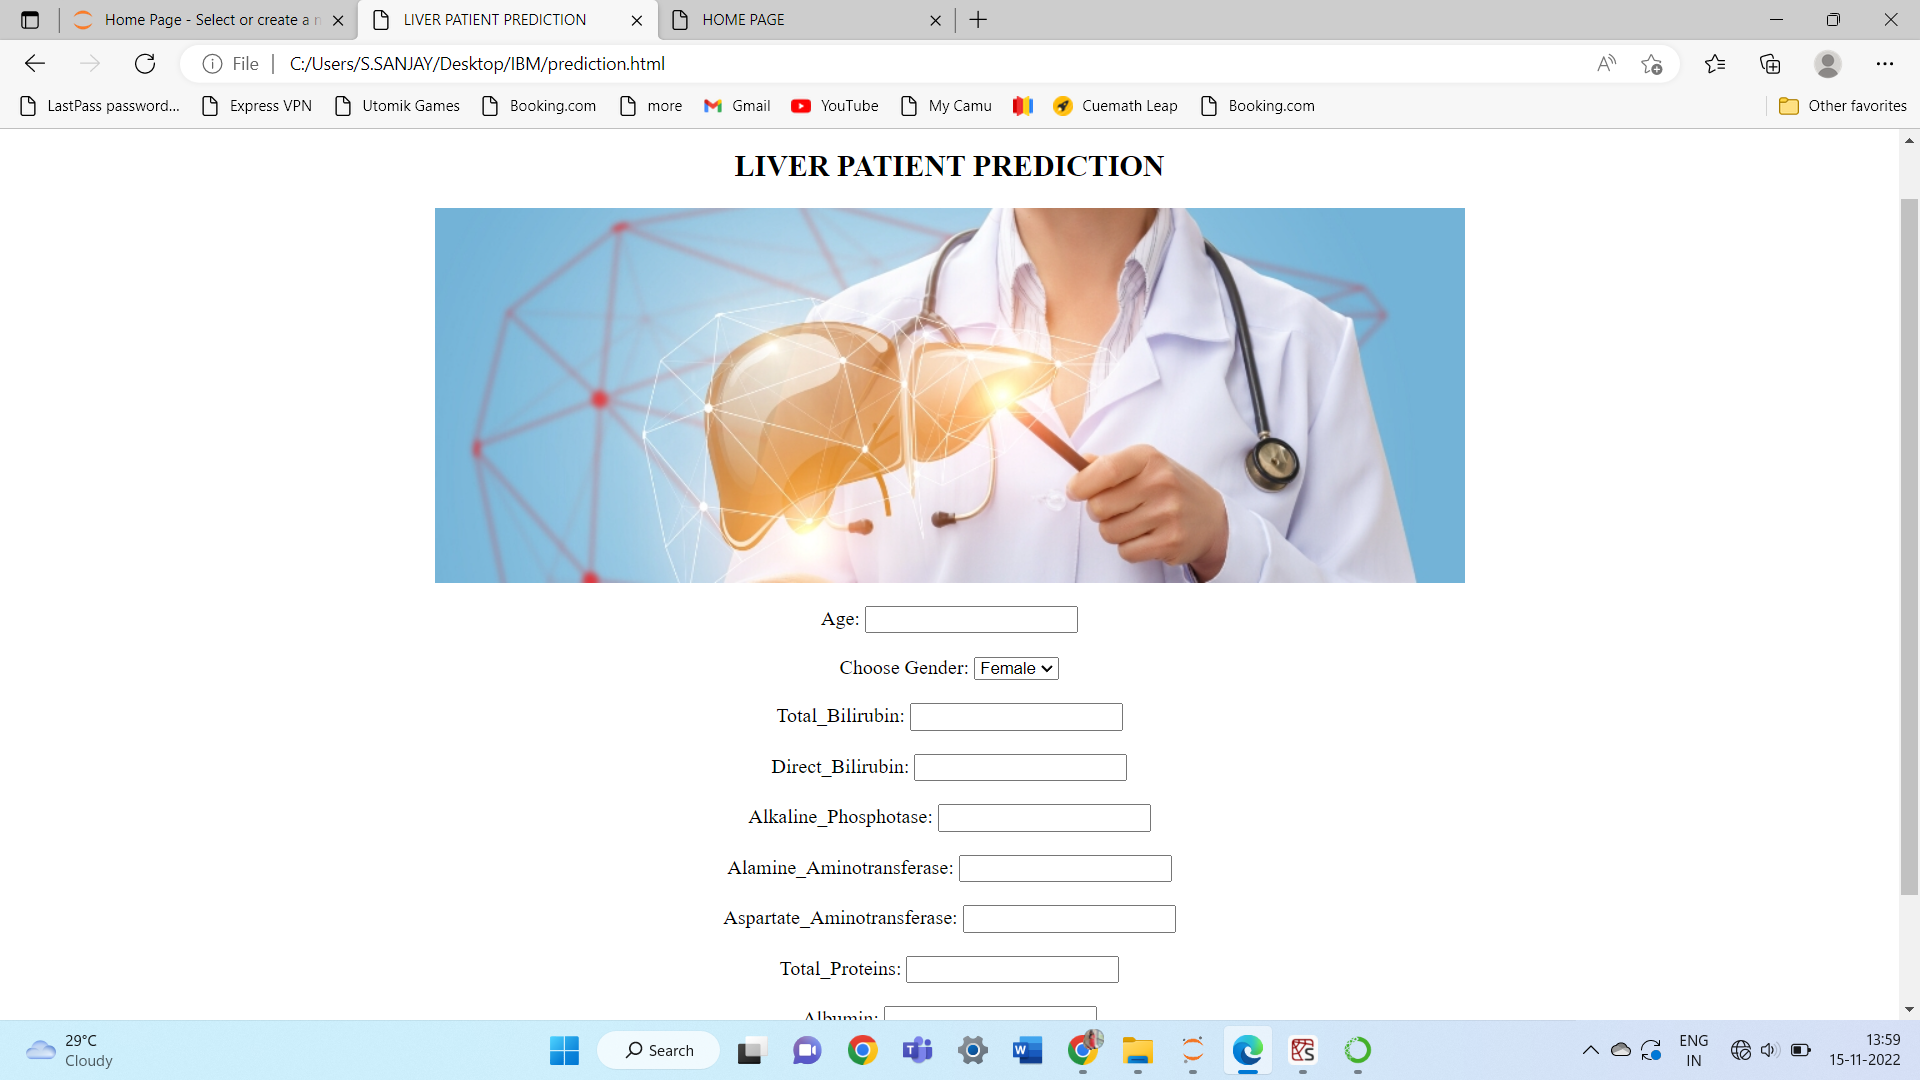 Home Page - Select or create a n
LIVER PATIENT PREDICTION
HOME PAGE
File
C:/Users/S.SANJAY/Desktop/IBM/prediction.html
LastPass password...
Express VPN
Utomik Games
Booking.com
more
Gmail
YouTube
My Camu
Cuemath Leap
Booking.com
Other favorites
LIVER PATIENT PREDICTION
Age:
Choose Gender: Female
Total_Bilirubin:
Direct_Bilirubin:
Alkaline_Phosphotase:
Alamine_Aminotransferase:
Aspartate_Aminotransferase:
Total_Proteins:
Albumin:
29°C
Cloudy
Search
ENG
IN
13:59
15-11-2022